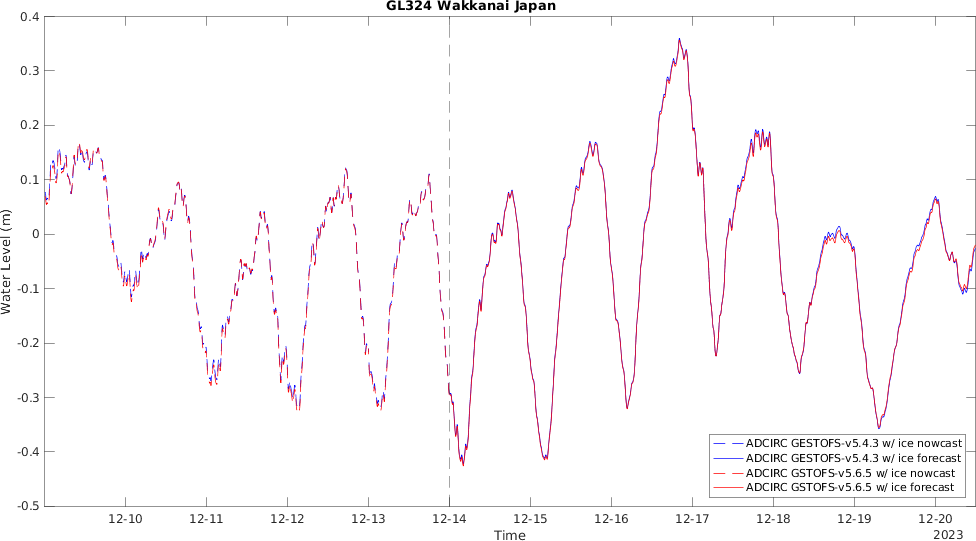 GL324 Wakkanai Japan
0.4
0.3
0.2
0.1
0
-0.1
-0.2
-0.3
-0.4
-0.5
Water Level (m)
ADCIRC GESTOFS-v5.4.3 w/ ice nowcast
ADCIRC GESTOFS-v5.4.3 w/ ice forecast
ADCIRC GSTOFS-v5.6.5 w/ ice nowcast
ADCIRC GSTOFS-v5.6.5 w/ ice forecast
12-10 12-11 12-12 12-13 12-14 12-15 12-16 12-17 12-18 12-19 12-20
Time 2023